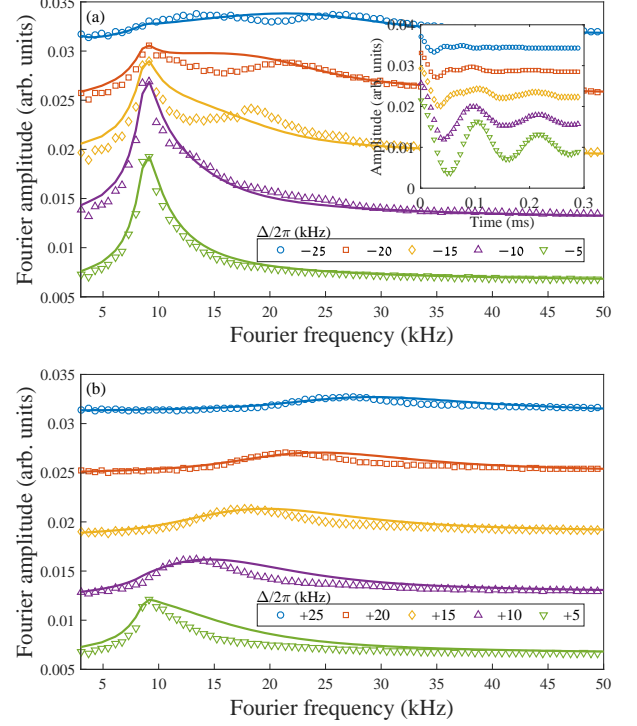 (a)
0.035
0.03
0.025
0.02
0.015
0.01
0.005
Fourier amplitude (arb. units)
5 10 15 20 25 30 35 40 45 50
Fourier frequency (kHz)
Δ/2π (kHz)
−25 −20 −15 −10 −5
0.04
0.03
0.02
0.01
0
Amplitude (arb. units)
0 0.1 0.2 0.3
Time (ms)
(b)
0.035
0.03
0.025
0.02
0.015
0.01
0.005
Fourier amplitude (arb. units)
Δ/2π (kHz)
+25 +20 +15 +10 +5
5 10 15 20 25 30 35 40 45 50
Fourier frequency (kHz)